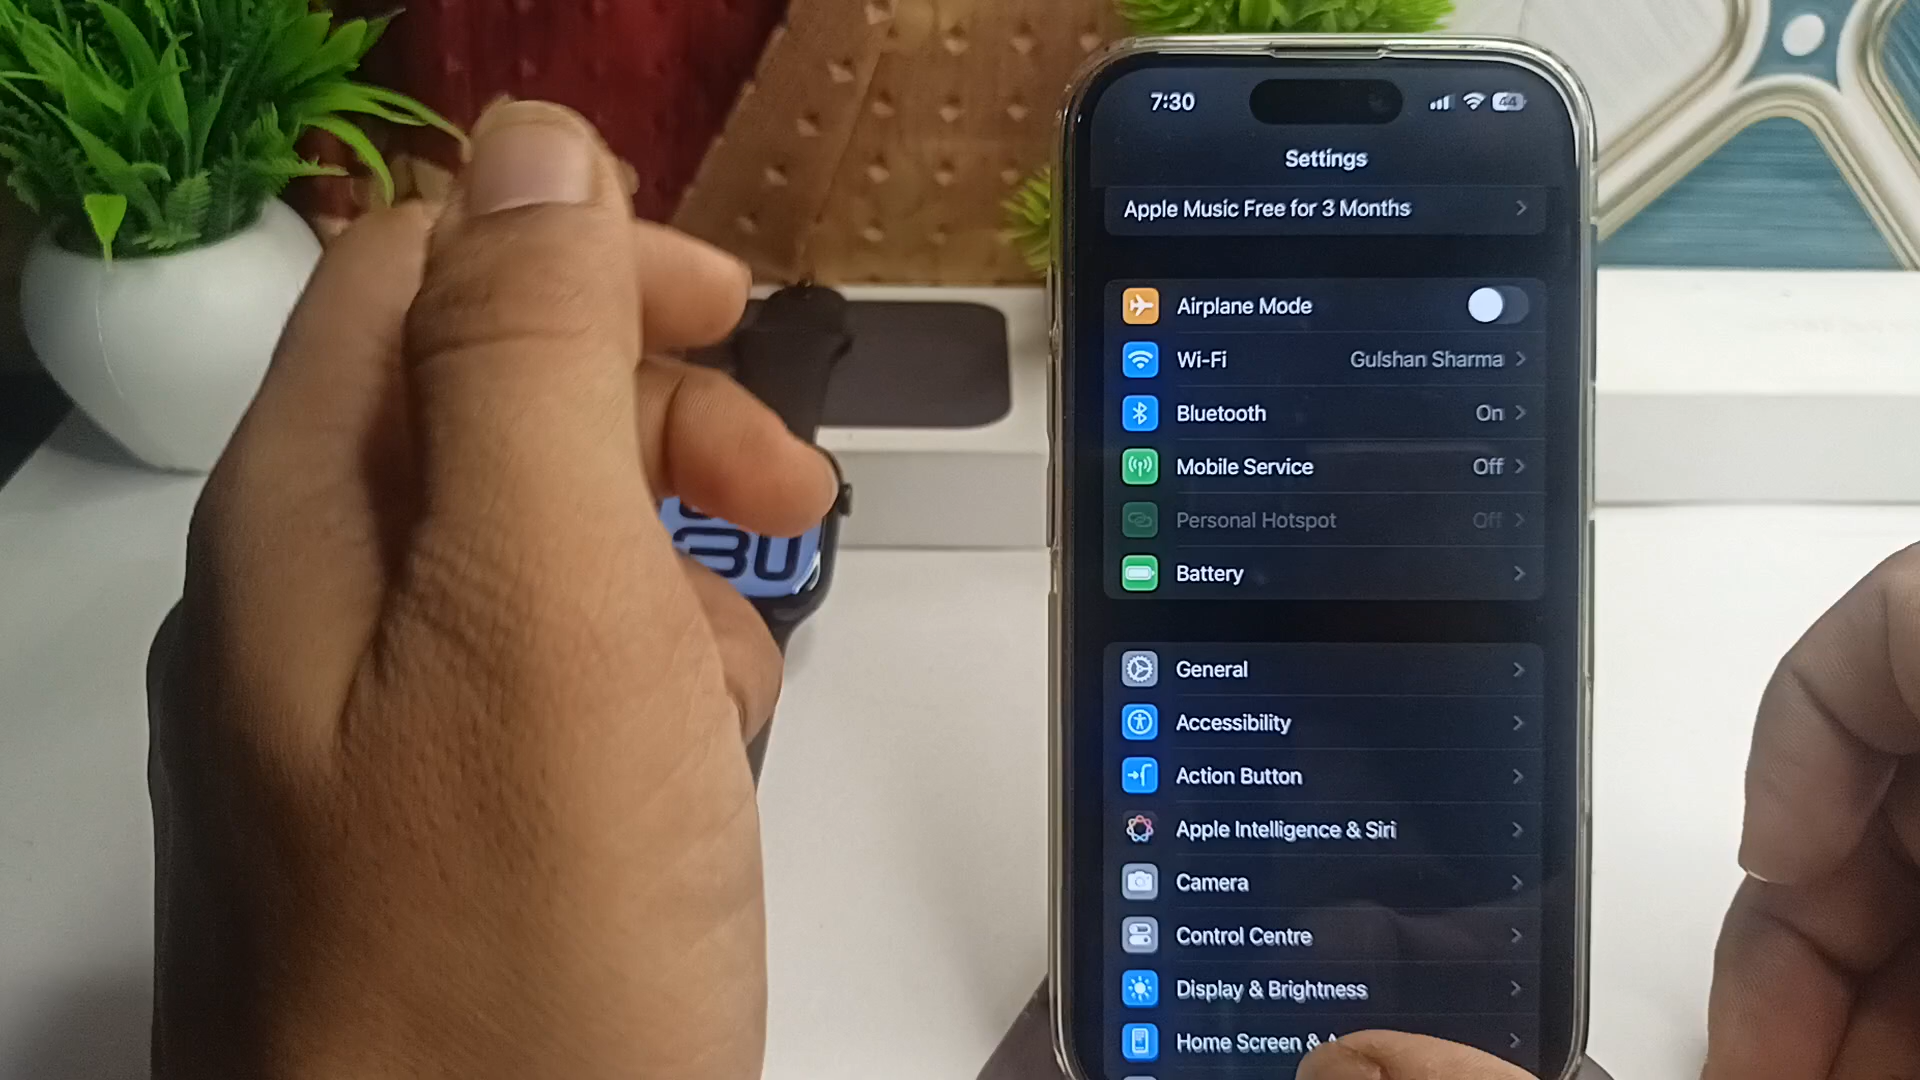 7:30
44
Settings
Apple Music Free for 3 Months
Airplane Mode
Wi-Fi Gulshan Sharma
Bluetooth On
Mobile Service Off
Personal Hotspot Off
Battery
General
Accessibility
Action Button
Apple Intelligence & Siri
Camera
Control Centre
Display & Brightness
Home Screen &
30